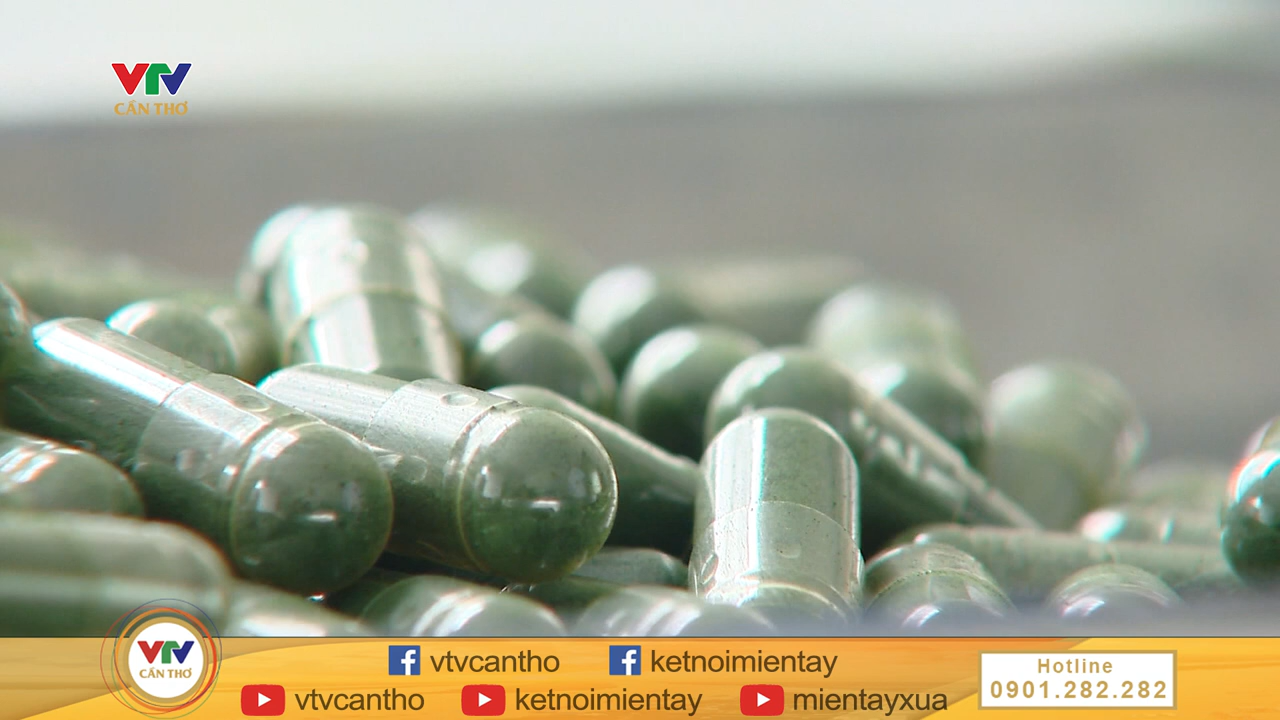 VTV
CẦN THƠ
VTV
CẦN THƠ
vtvcantho
ketnoimientay
vtvcantho
ketnoimientay
mientayxua
Hotline
0901.282.282